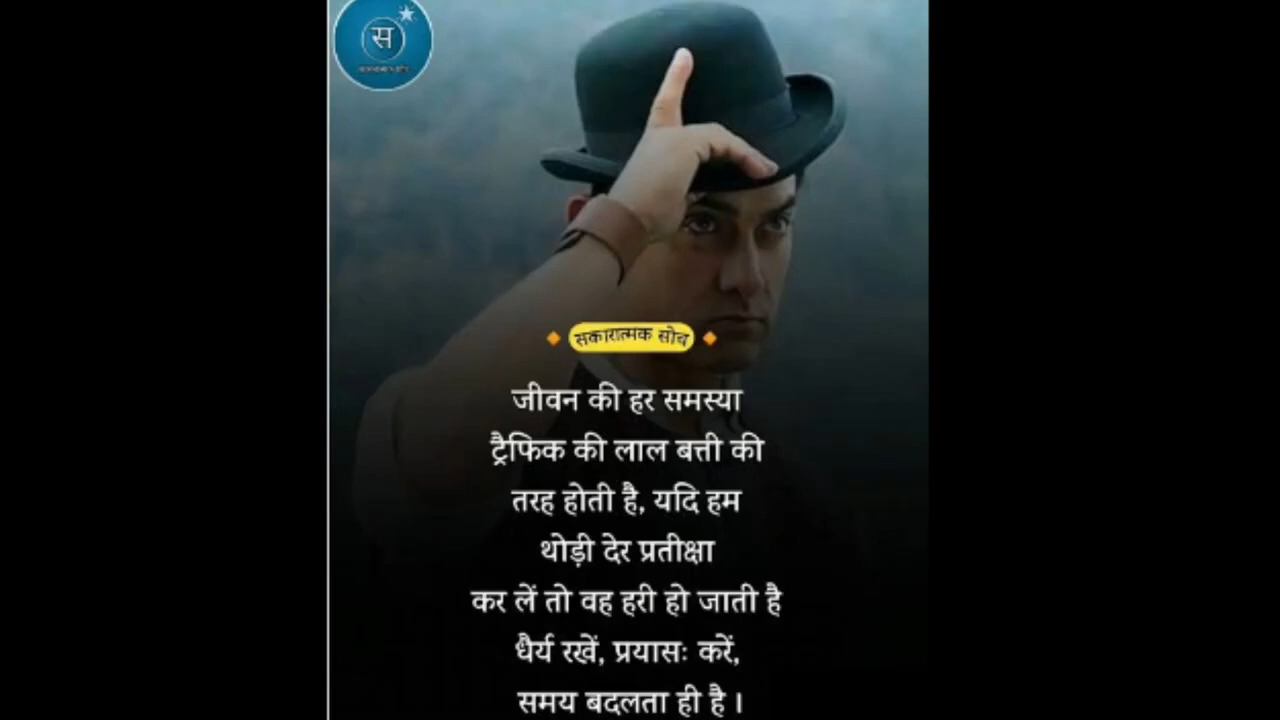 स
सकारात्मक सोच
जीवन की हर समस्या
ट्रैफिक की लाल बत्ती की
तरह होती है, यदि हम
थोड़ी देर प्रतीक्षा
कर लें तो वह हरी हो जाती है
धैर्य रखें, प्रयासः करें,
समय बदलता ही है ।